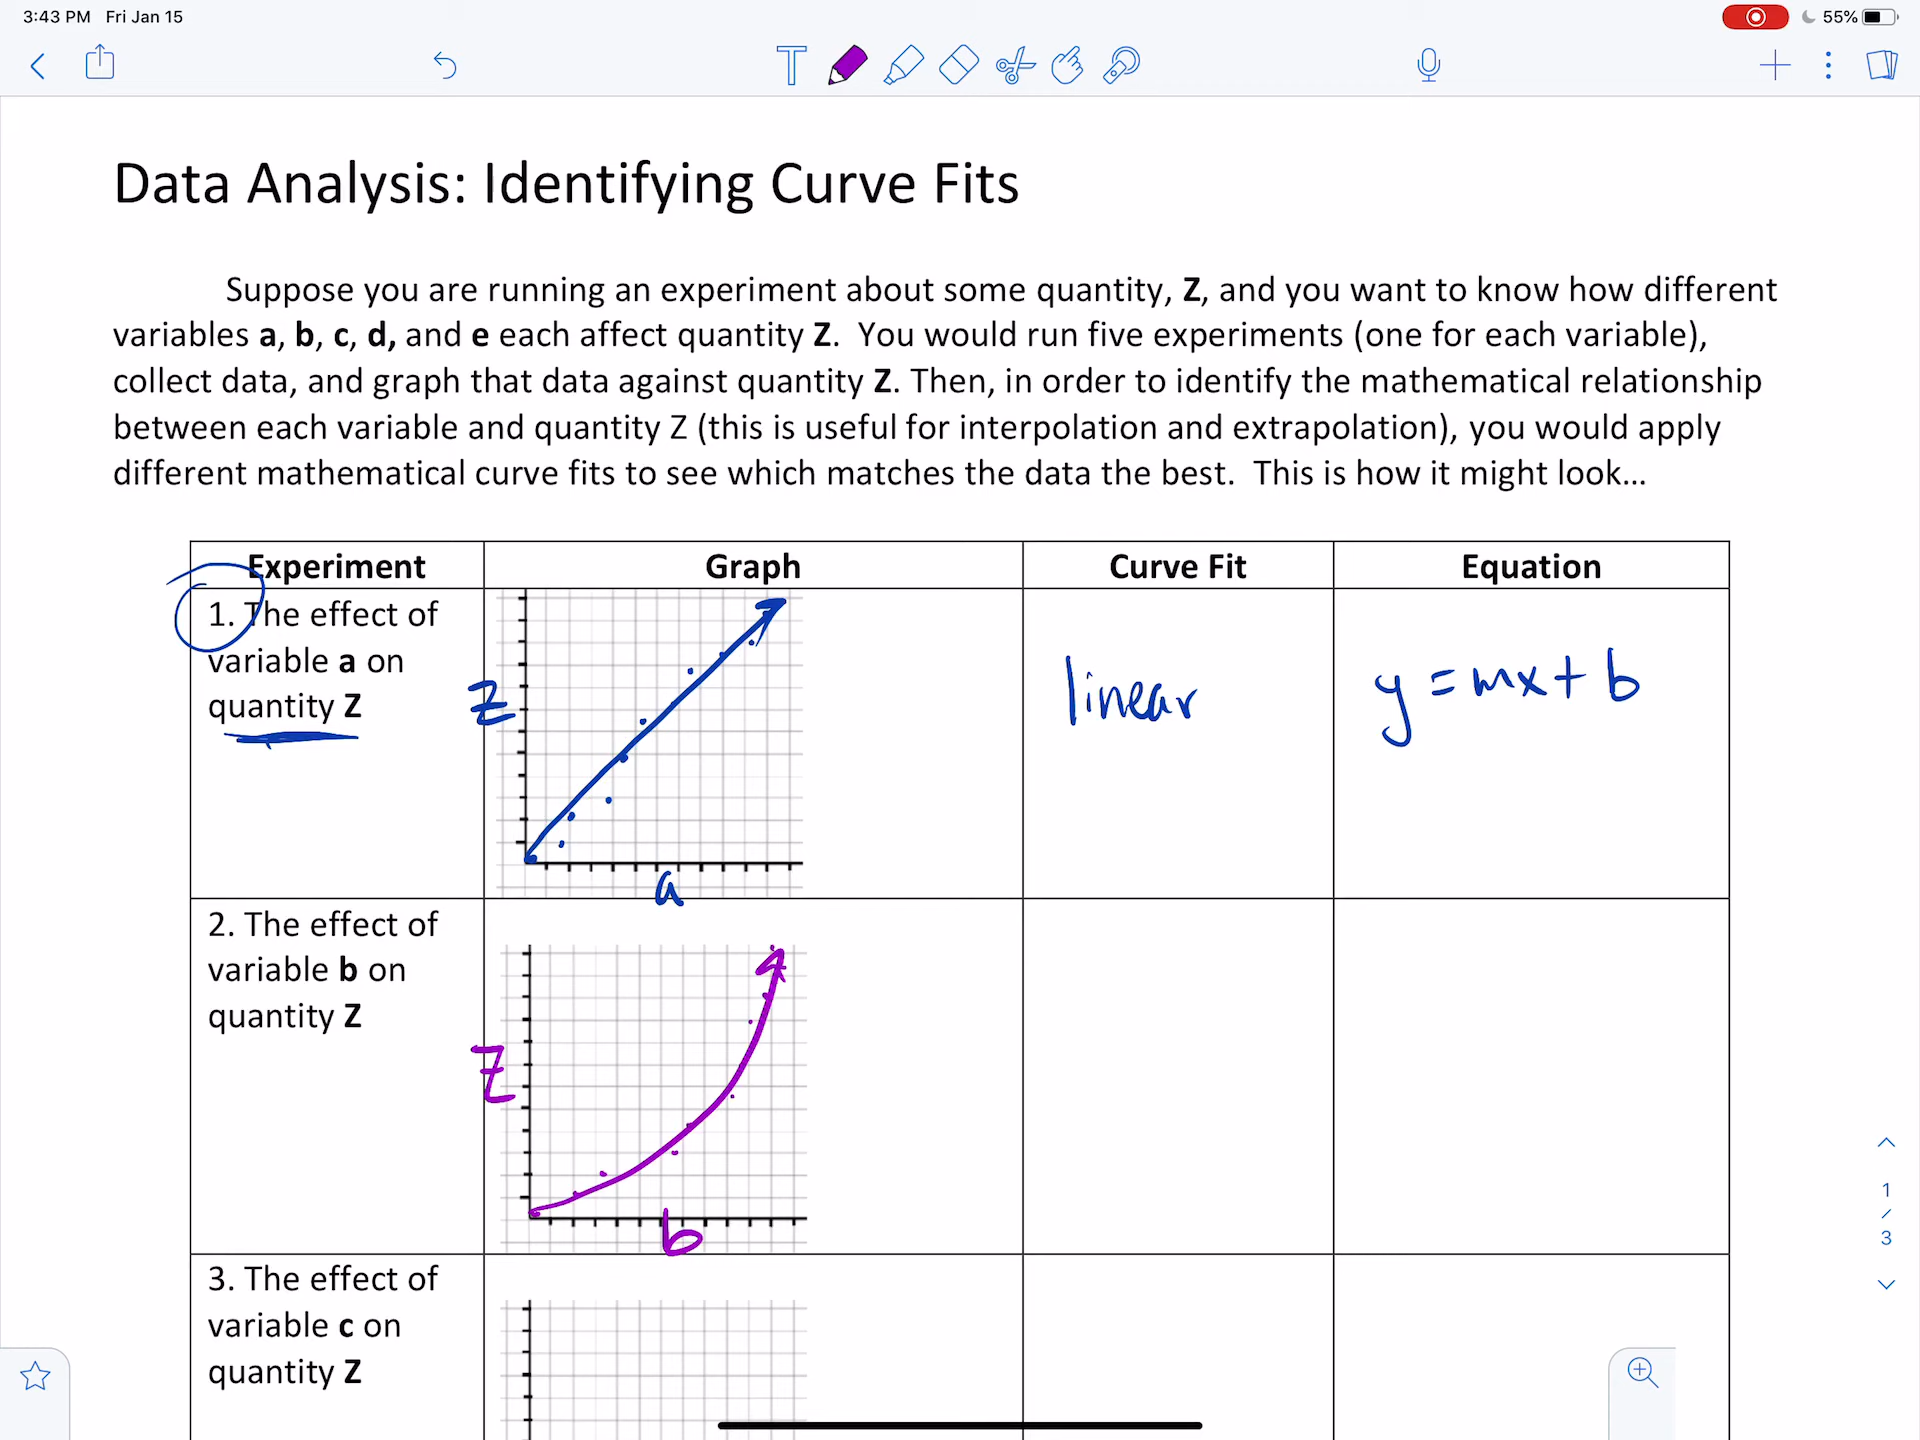 3:43 PM Fri Jan 15
55%
Data Analysis: Identifying Curve Fits
Suppose you are running an experiment about some quantity, Z, and you want to know how different
variables a, b, c, d, and e each affect quantity Z. You would run five experiments (one for each variable),
collect data, and graph that data against quantity Z. Then, in order to identify the mathematical relationship
between each variable and quantity Z (this is useful for interpolation and extrapolation), you would apply
different mathematical curve fits to see which matches the data the best. This is how it might look...
Experiment Graph Curve Fit Equation
1. The effect of
variable a on
quantity Z
Z
a
linear
y = mx + b
2. The effect of
variable b on
quantity Z
Z
b
3. The effect of
variable c on
quantity Z
1
/
3